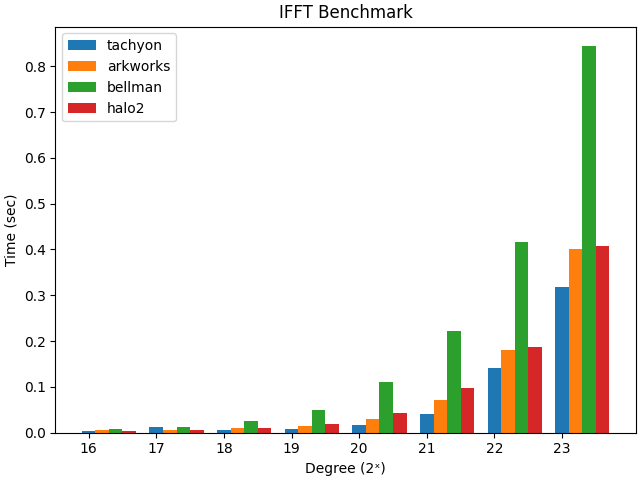 IFFT Benchmark
tachyon
arkworks
bellman
halo2
Time (sec)
0.8
0.7
0.6
0.5
0.4
0.3
0.2
0.1
0.0
16 17 18 19 20 21 22 23
Degree (2ˣ)